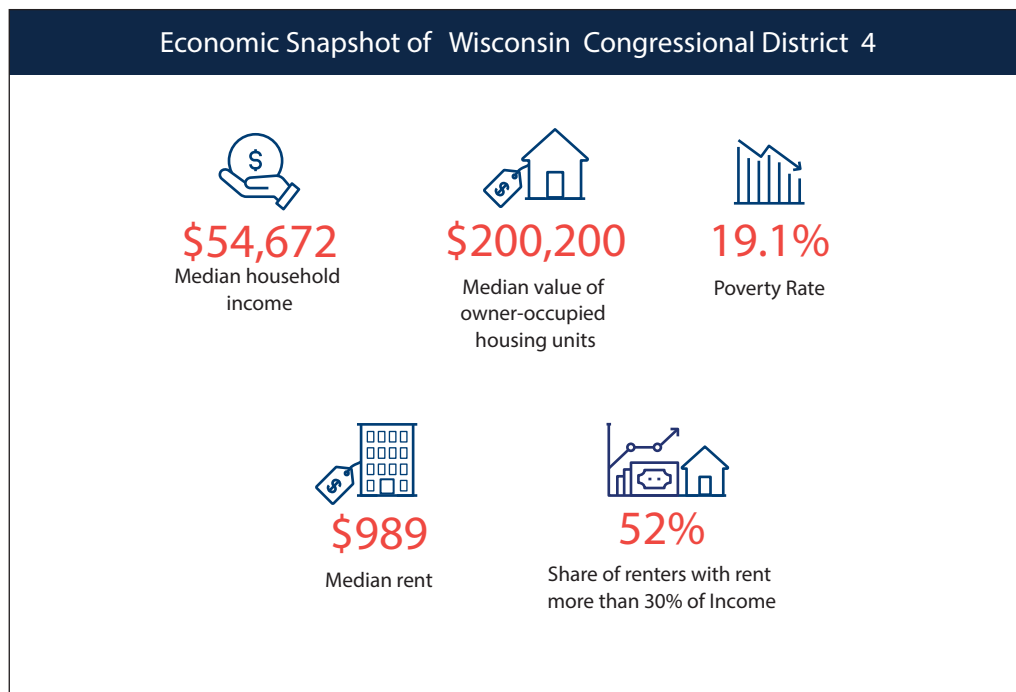 Economic Snapshot of Wisconsin Congressional District 4
$
$
$54,672
Median household
income
$200,200
Median value of
owner-occupied
housing units
19.1%
Poverty Rate
$
$989
Median rent
52%
Share of renters with rent
more than 30% of Income